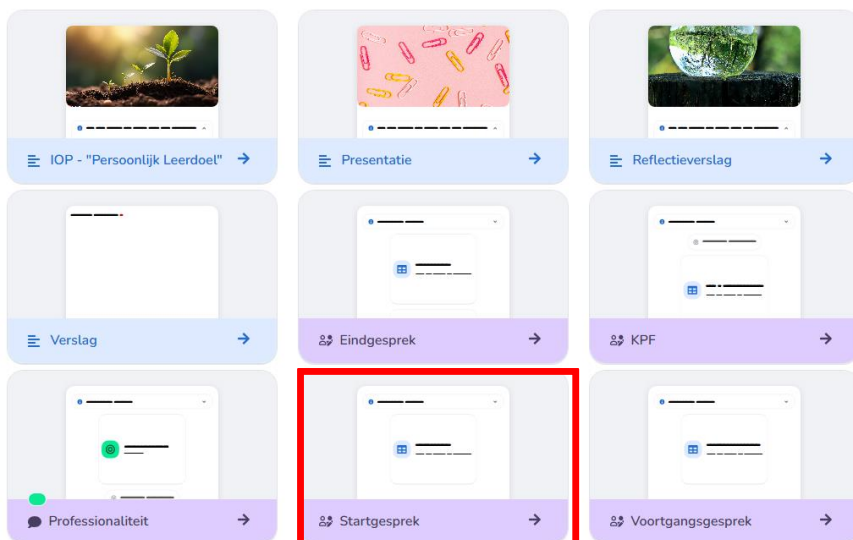 IOP - "Persoonlijk Leerdoel"
Presentatie
Reflectieverslag
Verslag
Eindgesprek
KPF
Professionaliteit
Startgesprek
Voortgangsgesprek